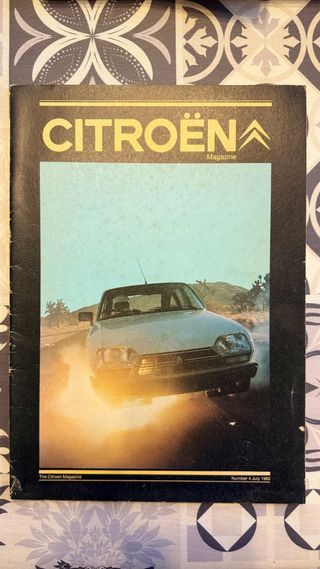 CITROËN
Magazine
The Citroën Magazine
Number 4 July 1980